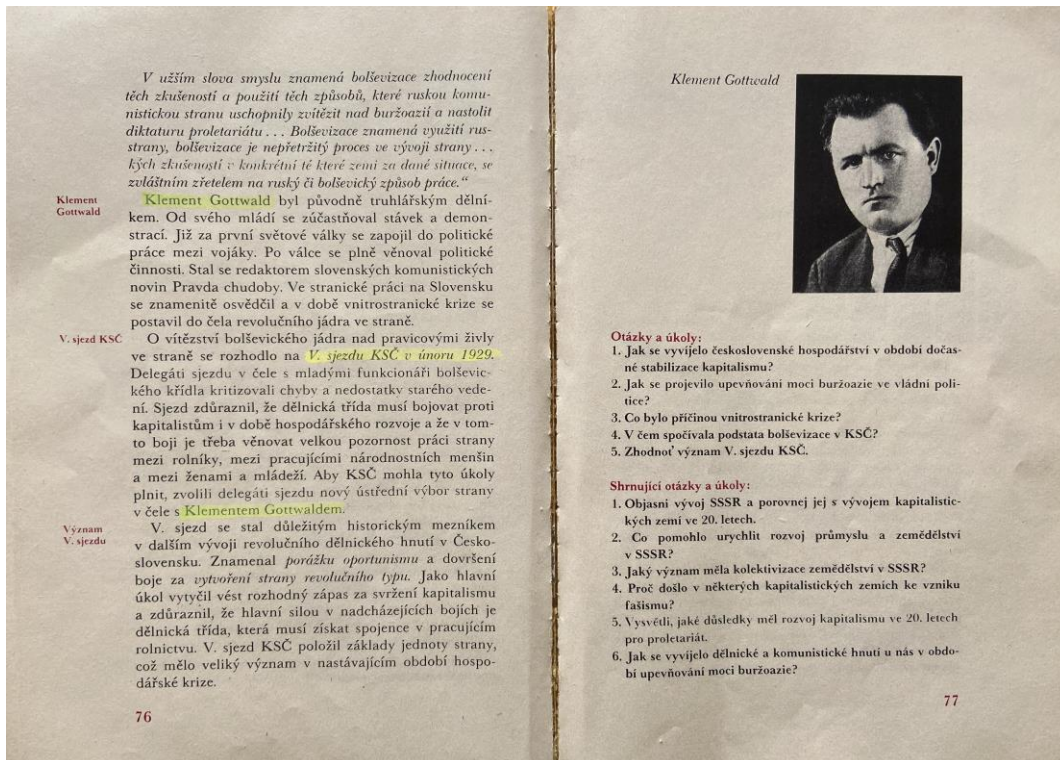 V užším slova smyslu znamená bolševizace zhodnocení
těch zkušeností a použití těch způsobů, které ruskou komu-
nistickou stranu uschopnily zvítězit nad buržoazií a nastolit
diktaturu proletariátu . . . Bolševizace znamená využití rus-
strany, bolševizace je nepřetržitý proces ve vývoji strany . . .
kých zkušeností v konkrétní té které zemi za dané situace, se
zvláštním zřetelem na ruský či bolševický způsob práce.“
Klement
Gottwald
Klement Gottwald byl původně truhlářským dělní-
kem. Od svého mládí se zúčastňoval stávek a demon-
strací. Již za první světové války se zapojil do politické
práce mezi vojáky. Po válce se plně věnoval politické
činnosti. Stal se redaktorem slovenských komunistických
novin Pravda chudoby. Ve stranické práci na Slovensku
se znamenitě osvědčil a v době vnitrostranické krize se
postavil do čela revolučního jádra ve straně.
V. sjezd KSČ
O vítězství bolševického jádra nad pravicovými živly
ve straně se rozhodlo na V. sjezdu KSČ v únoru 1929.
Delegáti sjezdu v čele s mladými funkcionáři bolševic-
kého křídla kritizovali chyby a nedostatky starého vede-
ní. Sjezd zdůraznil, že dělnická třída musí bojovat proti
kapitalistům i v době hospodářského rozvoje a že v tom-
to boji je třeba věnovat velkou pozornost práci strany
mezi rolníky, mezi pracujícími národnostních menšin
a mezi ženami a mládeží. Aby KSČ mohla tyto úkoly
plnit, zvolili delegáti sjezdu nový ústřední výbor strany
v čele s Klementem Gottwaldem.
Význam
V. sjezdu
V. sjezd se stal důležitým historickým mezníkem
v dalším vývoji revolučního dělnického hnutí v Česko-
slovensku. Znamenal porážku oportunismu a dovršení
boje za vytvoření strany revolučního typu. Jako hlavní
úkol vytyčil vést rozhodný zápas za svržení kapitalismu
a zdůraznil, že hlavní silou v nadcházejících bojích je
dělnická třída, která musí získat spojence v pracujícím
rolnictvu. V. sjezd KSČ položil základy jednoty strany,
což mělo veliký význam v nastávajícím období hospo-
dářské krize.
76
Klement Gottwald
Otázky a úkoly:
1. Jak se vyvíjelo československé hospodářství v období dočas-
né stabilizace kapitalismu?
2. Jak se projevilo upevňování moci buržoazie ve vládní poli-
tice?
3. Co bylo příčinou vnitrostranické krize?
4. V čem spočívala podstata bolševizace v KSČ?
5. Zhodnoť význam V. sjezdu KSČ.
Shrnující otázky a úkoly:
1. Objasni vývoj SSSR a porovnej jej s vývojem kapitalistic-
kých zemí ve 20. letech.
2. Co pomohlo urychlit rozvoj průmyslu a zemědělství
v SSSR?
3. Jaký význam měla kolektivizace zemědělství v SSSR?
4. Proč došlo v některých kapitalistických zemích ke vzniku
fašismu?
5. Vysvětli, jaké důsledky měl rozvoj kapitalismu ve 20. letech
pro proletariát.
6. Jak se vyvíjelo dělnické a komunistické hnutí u nás v obdo-
bí upevňování moci buržoazie?
77